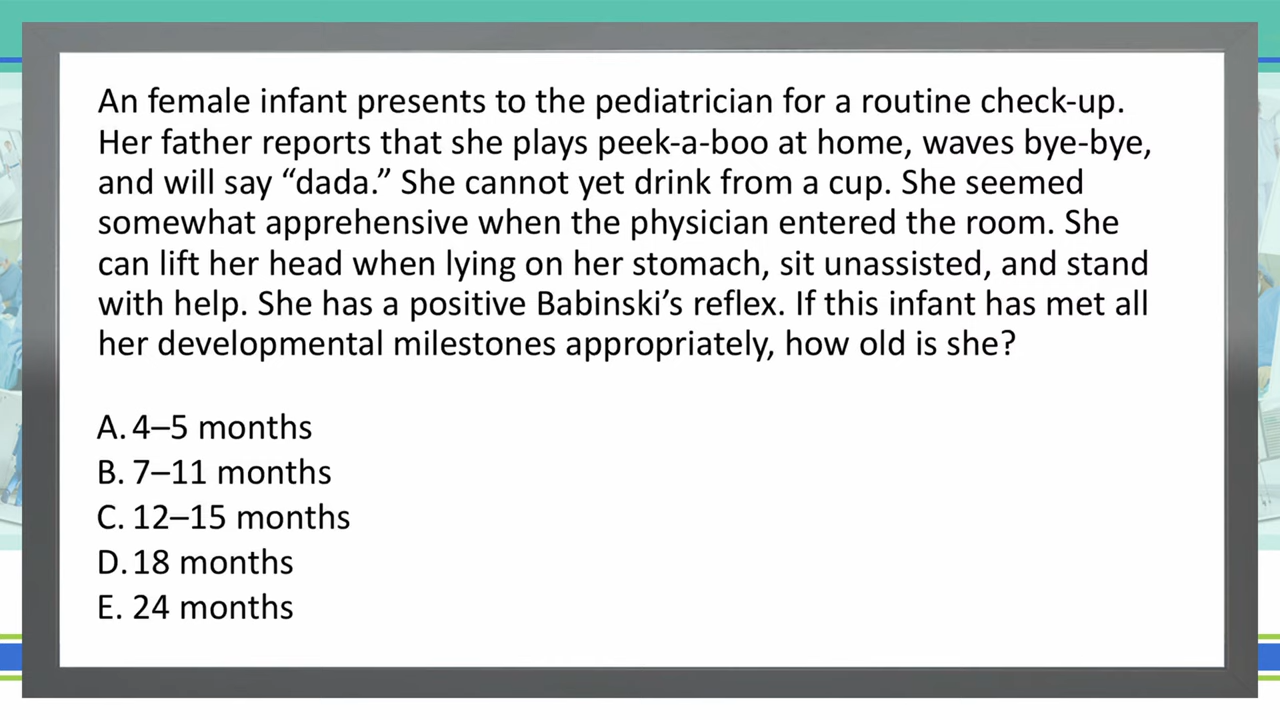 An female infant presents to the pediatrician for a routine check-up.
Her father reports that she plays peek-a-boo at home, waves bye-bye,
and will say “dada.” She cannot yet drink from a cup. She seemed
somewhat apprehensive when the physician entered the room. She
can lift her head when lying on her stomach, sit unassisted, and stand
with help. She has a positive Babinski’s reflex. If this infant has met all
her developmental milestones appropriately, how old is she?
A. 4–5 months
B. 7–11 months
C. 12–15 months
D. 18 months
E. 24 months